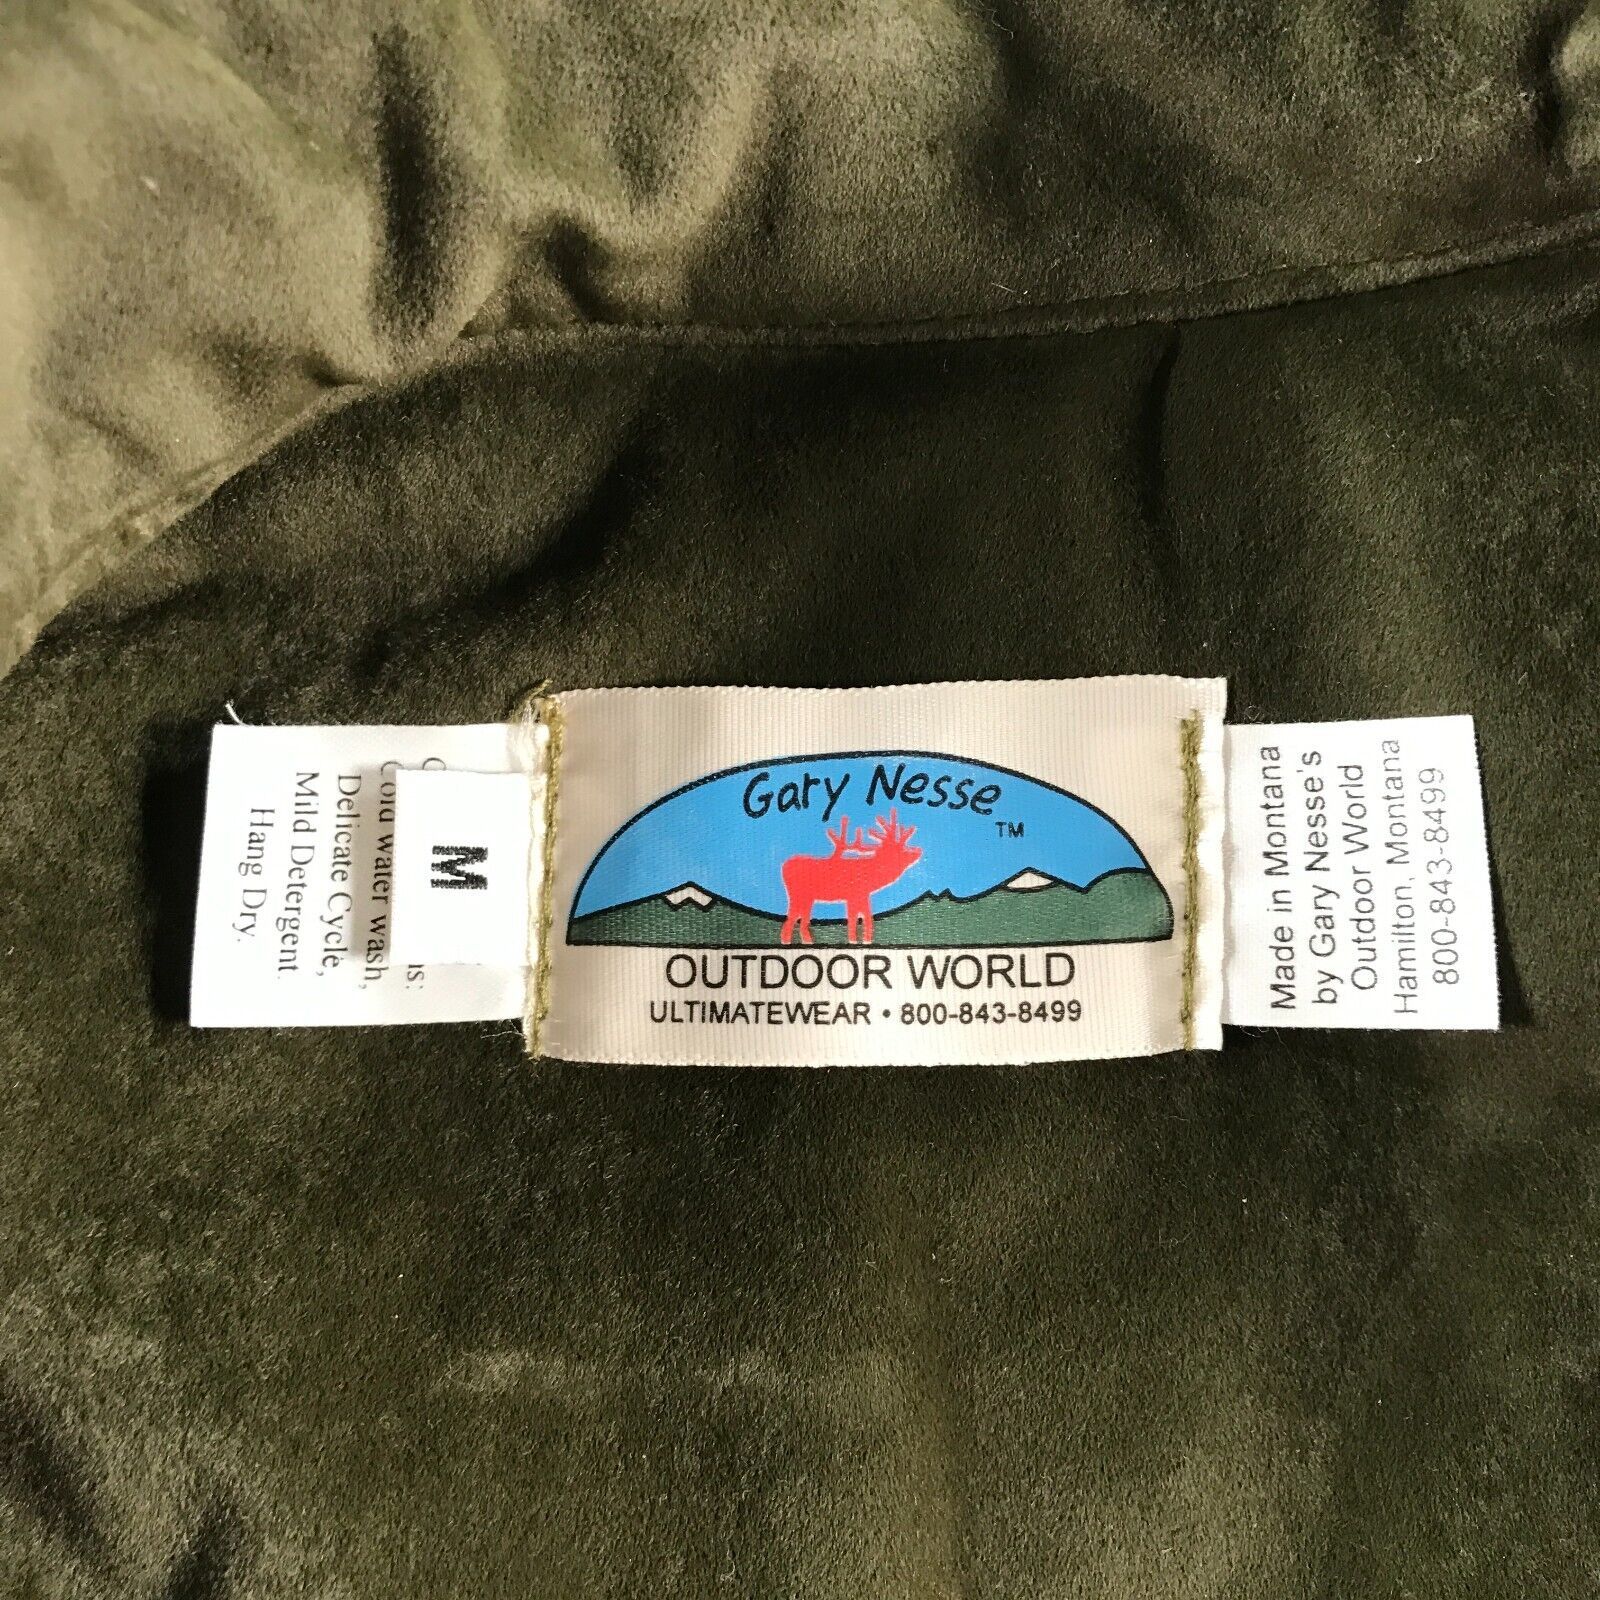 Cold water wash,
Delicate Cycle,
Mild Detergent.
Hang Dry.
M
Gary Nesse
TM
OUTDOOR WORLD
ULTIMATEWEAR • 800-843-8499
Made in Montana
by Gary Nesse's
Outdoor World
Hamilton, Montana
800-843-8499